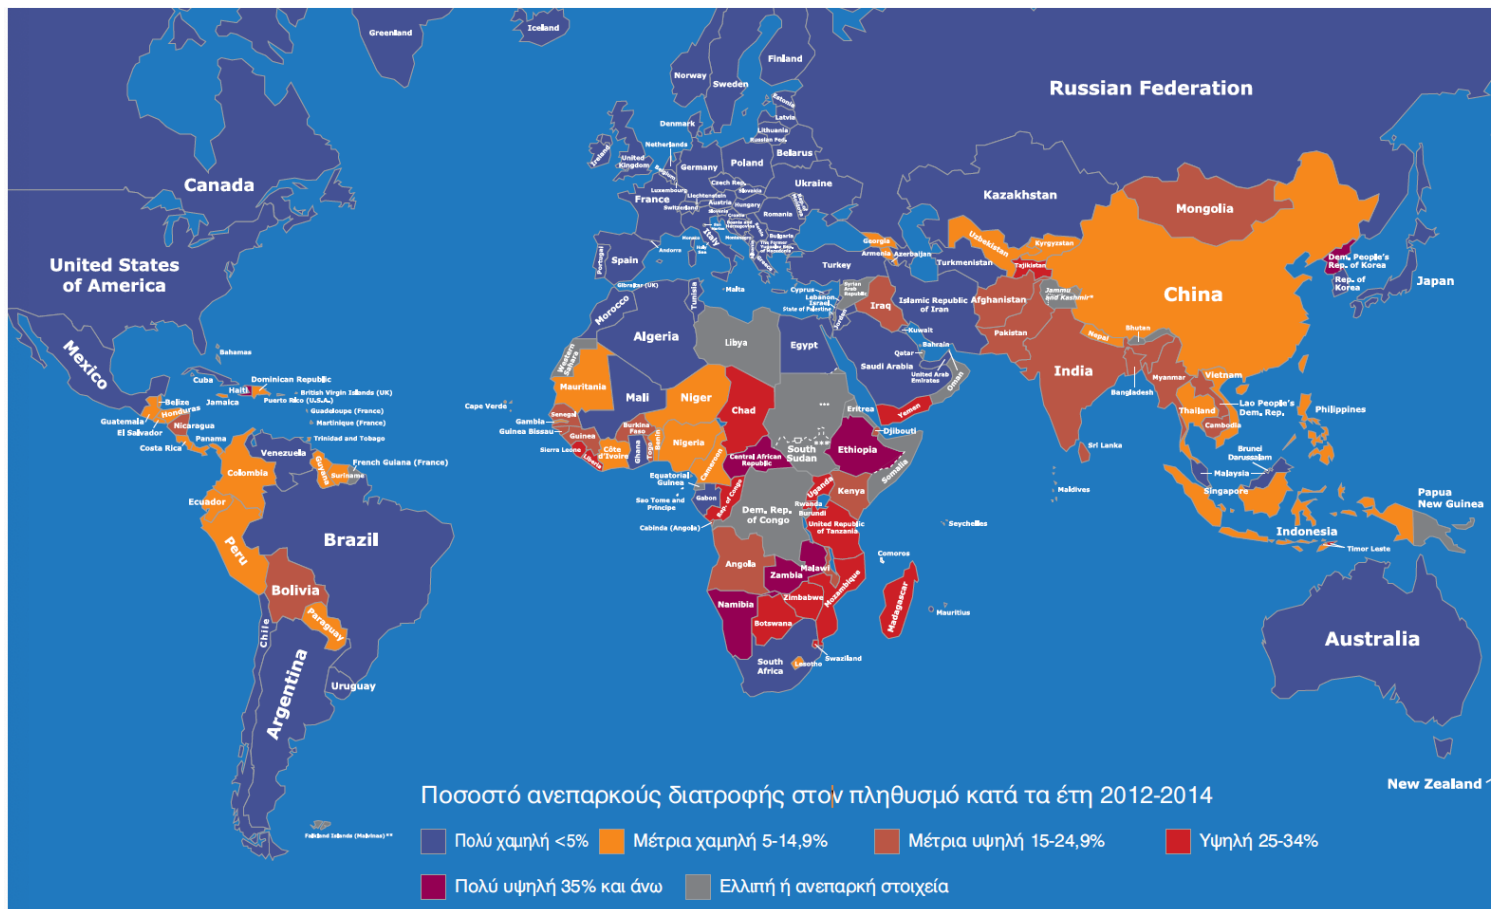 Greenland
Iceland
Finland
Norway
Sweden
Russian Federation
Estonia
Latvia
Denmark
Lithuania
Russian Fed.
Netherlands
Ireland
United
Kingdom
Belarus
Poland
Germany
Belgium
Canada
Luxembourg
Czech Rep.
Slovenia
Ukraine
Liechtenstein
Kazakhstan
France
Switzerland
Austria
Hungary
Mongolia
Slovenia
Croatia
Romania
Italy
Bulgaria
Uzbekistan
Georgia
Kyrgyzstan
Portugal
Spain
Andorra
Montenegro
Greece
Armenia
Azerbaijan
Turkmenistan
Tajikistan
Dem. People's
Rep. of Korea
Rep. of
Korea
Japan
United States
of America
Turkey
Gibraltar (UK)
Malta
Tunisia
Cyprus
Lebanon
Israel
State of Palestine
Syrian
Arab
Republic
Iraq
Jordan
Islamic Republic
of Iran
Afghanistan
Jammu
and Kashmir*
China
Morocco
Algeria
Libya
Egypt
Kuwait
Pakistan
Nepal
Bhutan
Mexico
Bahamas
Western
Sahara
Bahrain
Qatar
Saudi Arabia
United Arab
Emirates
Oman
India
Myanmar
Vietnam
Bangladesh
Cuba
Haiti
Dominican Republic
British Virgin Islands (UK)
Puerto Rico (U.S.A.)
Jamaica
Belize
Mauritania
Mali
Niger
Chad
***
Eritrea
Yemen
Lao People's
Dem. Rep.
Thailand
Philippines
Guatemala
Honduras
El Salvador
Nicaragua
Guadeloupe (France)
Martinique (France)
Cape Verde
Senegal
Gambia
Guinea Bissau
Guinea
Burkina
Faso
Cambodia
Costa Rica
Panama
Trinidad and Tobago
Sierra Leone
Liberia
Côte
d'Ivoire
Ghana
Togo
Benin
Nigeria
Cameroon
Central African
Republic
***
South
Sudan
Ethiopia
Djibouti
Somalia
Sri Lanka
Brunei
Darussalam
Venezuela
Guyana
Suriname
French Guiana (France)
Colombia
Equatorial
Guinea
Sao Tome and
Principe
Gabon
Rep. of Congo
Uganda
Kenya
Maldives
Malaysia
Singapore
Papua
New Guinea
Ecuador
Cabinda (Angola)
Dem. Rep.
of Congo
Rwanda
Burundi
United Republic
of Tanzania
Seychelles
Indonesia
Timor Leste
Peru
Brazil
Angola
Zambia
Malawi
Comoros
Mozambique
Madagascar
Mauritius
Bolivia
Namibia
Zimbabwe
Botswana
Paraguay
Chile
Swaziland
South
Africa
Lesotho
Australia
Argentina
Uruguay
New Zealand
Falkland Islands (Malvinas)**
Ποσοστό ανεπαρκούς διατροφής στον πληθυσμό κατά τα έτη 2012-2014
Πολύ χαμηλή <5%
Μέτρια χαμηλή 5-14,9%
Μέτρια υψηλή 15-24,9%
Υψηλή 25-34%
Πολύ υψηλή 35% και άνω
Ελλιπή ή ανεπαρκή στοιχεία